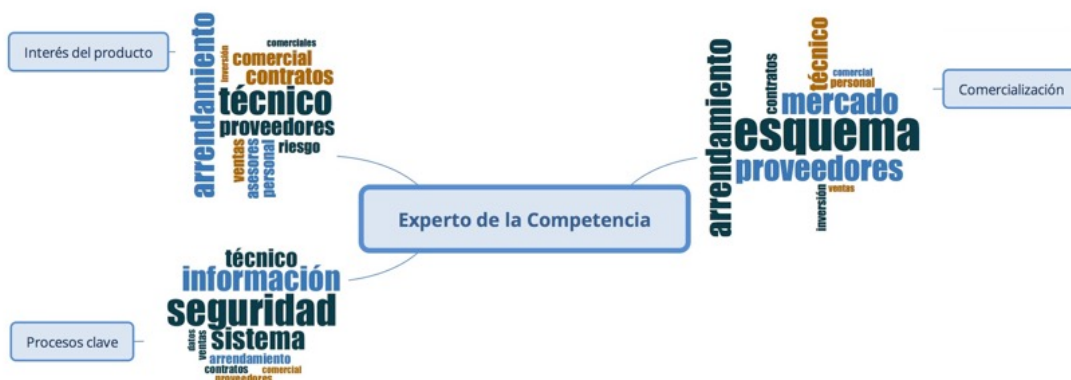 Interés del producto
arrendamiento
inversión
comerciales
comercial
contratos
técnico
proveedores
ventas
asesores
personal
riesgo
Experto de la Competencia
arrendamiento
contratos
técnico
comercial
personal
mercado
esquema
proveedores
inversión
ventas
Comercialización
técnico
información
seguridad
datos
ventas
sistema
arrendamiento
contratos
comercial
proveedores
Procesos clave